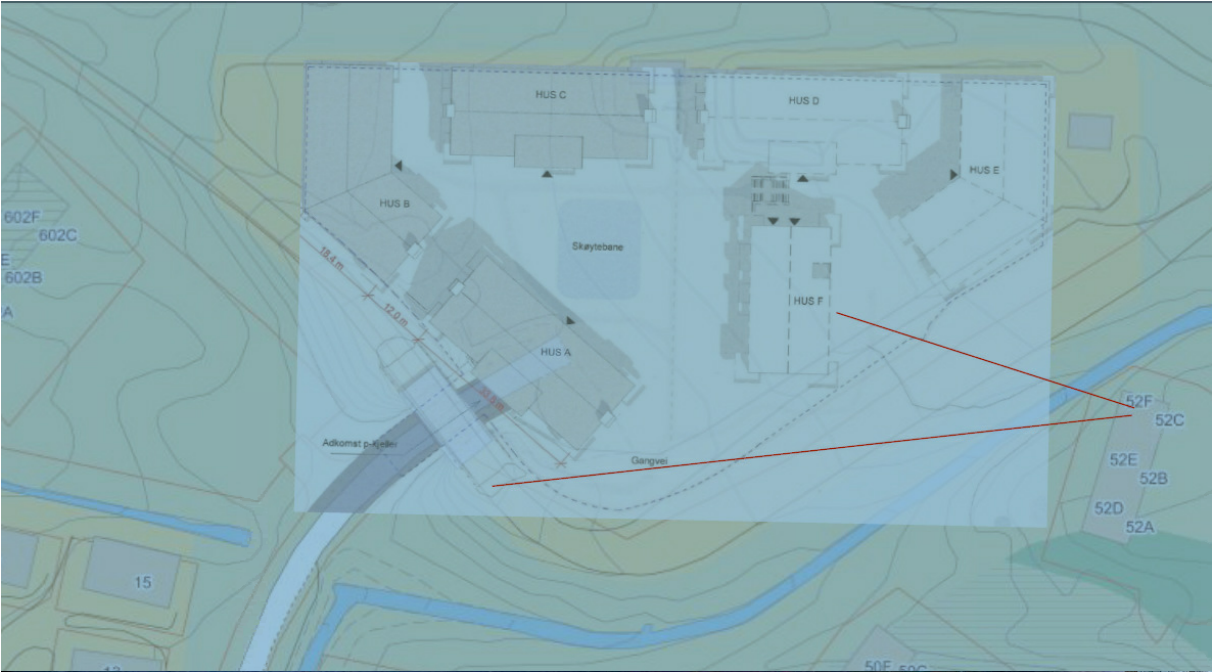 HUS C
HUS D
HUS E
HUS B
602F
602C
E
602B
A
Skøytebane
18.4 m
12.0 m
HUS F
HUS A
Adkomst p-kjeller
Gangvei
52F
52C
52E
52B
52D
52A
15
50F